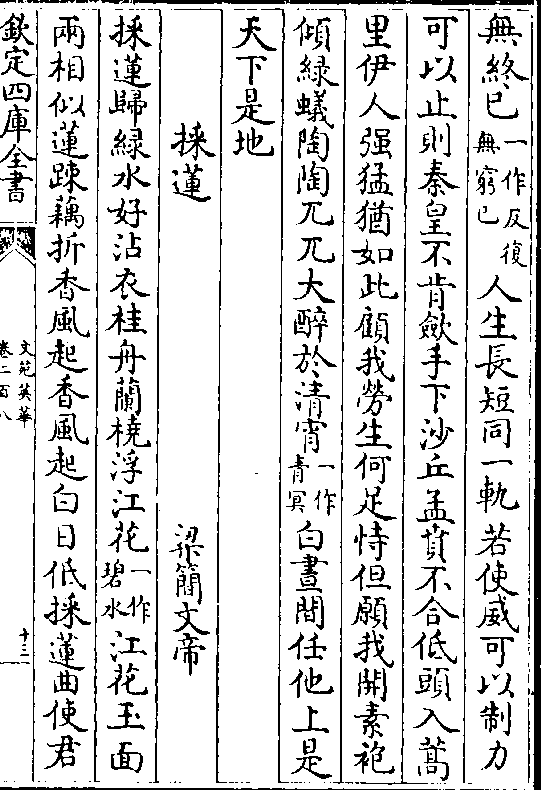 無終已一作反復無窮已人生長短同一軌若使威可以制力
可以止則秦皇不肯斂手下沙丘孟賁不合低頭入蒿
里伊人强猛猶如此顧我勞生何足恃但願我開素袍
傾緑蟻陶陶兀兀大醉於清宵一作青冥白晝間任他上是
天下是地
採蓮 梁簡文帝
採蓮歸緑水好沾衣桂舟蘭橈浮江花一作碧水江花玉面
兩相似蓮踈藕折香風起香風起白日低採蓮曲使君
欽定四庫全書
文苑英華
卷二百八
十三